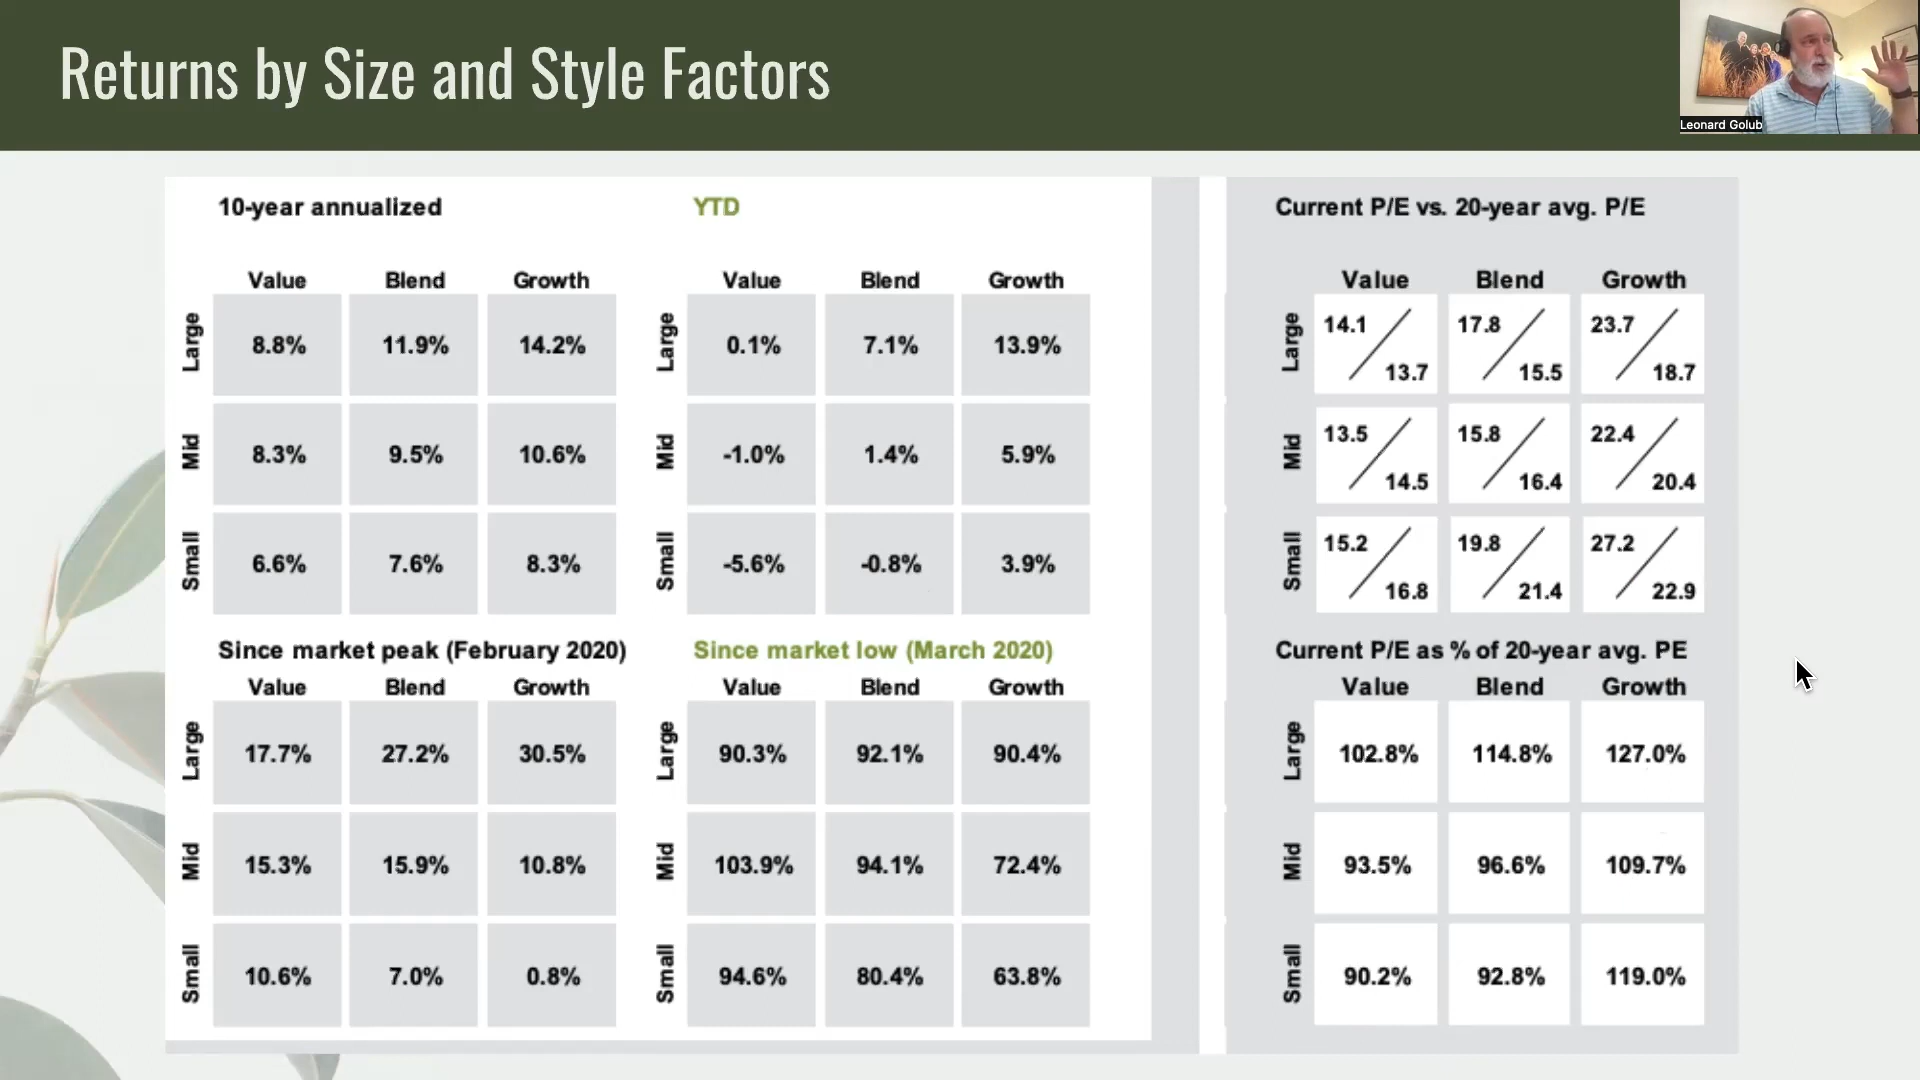 Returns by Size and Style Factors
Leonard Golub
10-year annualized
Value Blend Growth
Large 8.8% 11.9% 14.2%
Mid 8.3% 9.5% 10.6%
Small 6.6% 7.6% 8.3%
YTD
Value Blend Growth
Large 0.1% 7.1% 13.9%
Mid -1.0% 1.4% 5.9%
Small -5.6% -0.8% 3.9%
Since market peak (February 2020)
Value Blend Growth
Large 17.7% 27.2% 30.5%
Mid 15.3% 15.9% 10.8%
Small 10.6% 7.0% 0.8%
Since market low (March 2020)
Value Blend Growth
Large 90.3% 92.1% 90.4%
Mid 103.9% 94.1% 72.4%
Small 94.6% 80.4% 63.8%
Current P/E vs. 20-year avg. P/E
Value Blend Growth
Large 14.1 / 13.7 17.8 / 15.5 23.7 / 18.7
Mid 13.5 / 14.5 15.8 / 16.4 22.4 / 20.4
Small 15.2 / 16.8 19.8 / 21.4 27.2 / 22.9
Current P/E as % of 20-year avg. PE
Value Blend Growth
Large 102.8% 114.8% 127.0%
Mid 93.5% 96.6% 109.7%
Small 90.2% 92.8% 119.0%